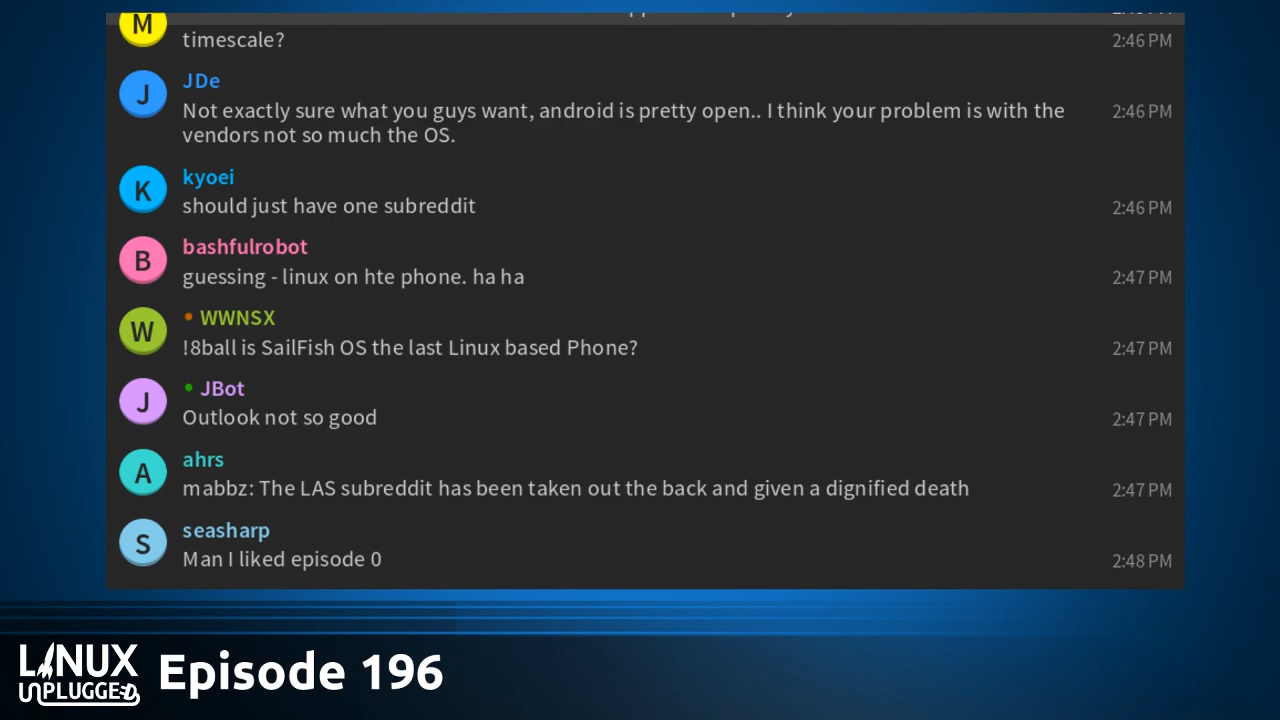 M
timescale?
2:46 PM
J
JDe
Not exactly sure what you guys want, android is pretty open.. I think your problem is with the
2:46 PM
vendors not so much the OS.
K
kyoei
should just have one subreddit
2:46 PM
B
bashfulrobot
guessing - linux on hte phone. ha ha
2:47 PM
W
WWNSX
!8ball is SailFish OS the last Linux based Phone?
2:47 PM
J
JBot
Outlook not so good
2:47 PM
A
ahrs
mabbz: The LAS subreddit has been taken out the back and given a dignified death
2:47 PM
S
seasharp
Man I liked episode 0
2:48 PM
LINUX
UNPLUGGED
Episode 196